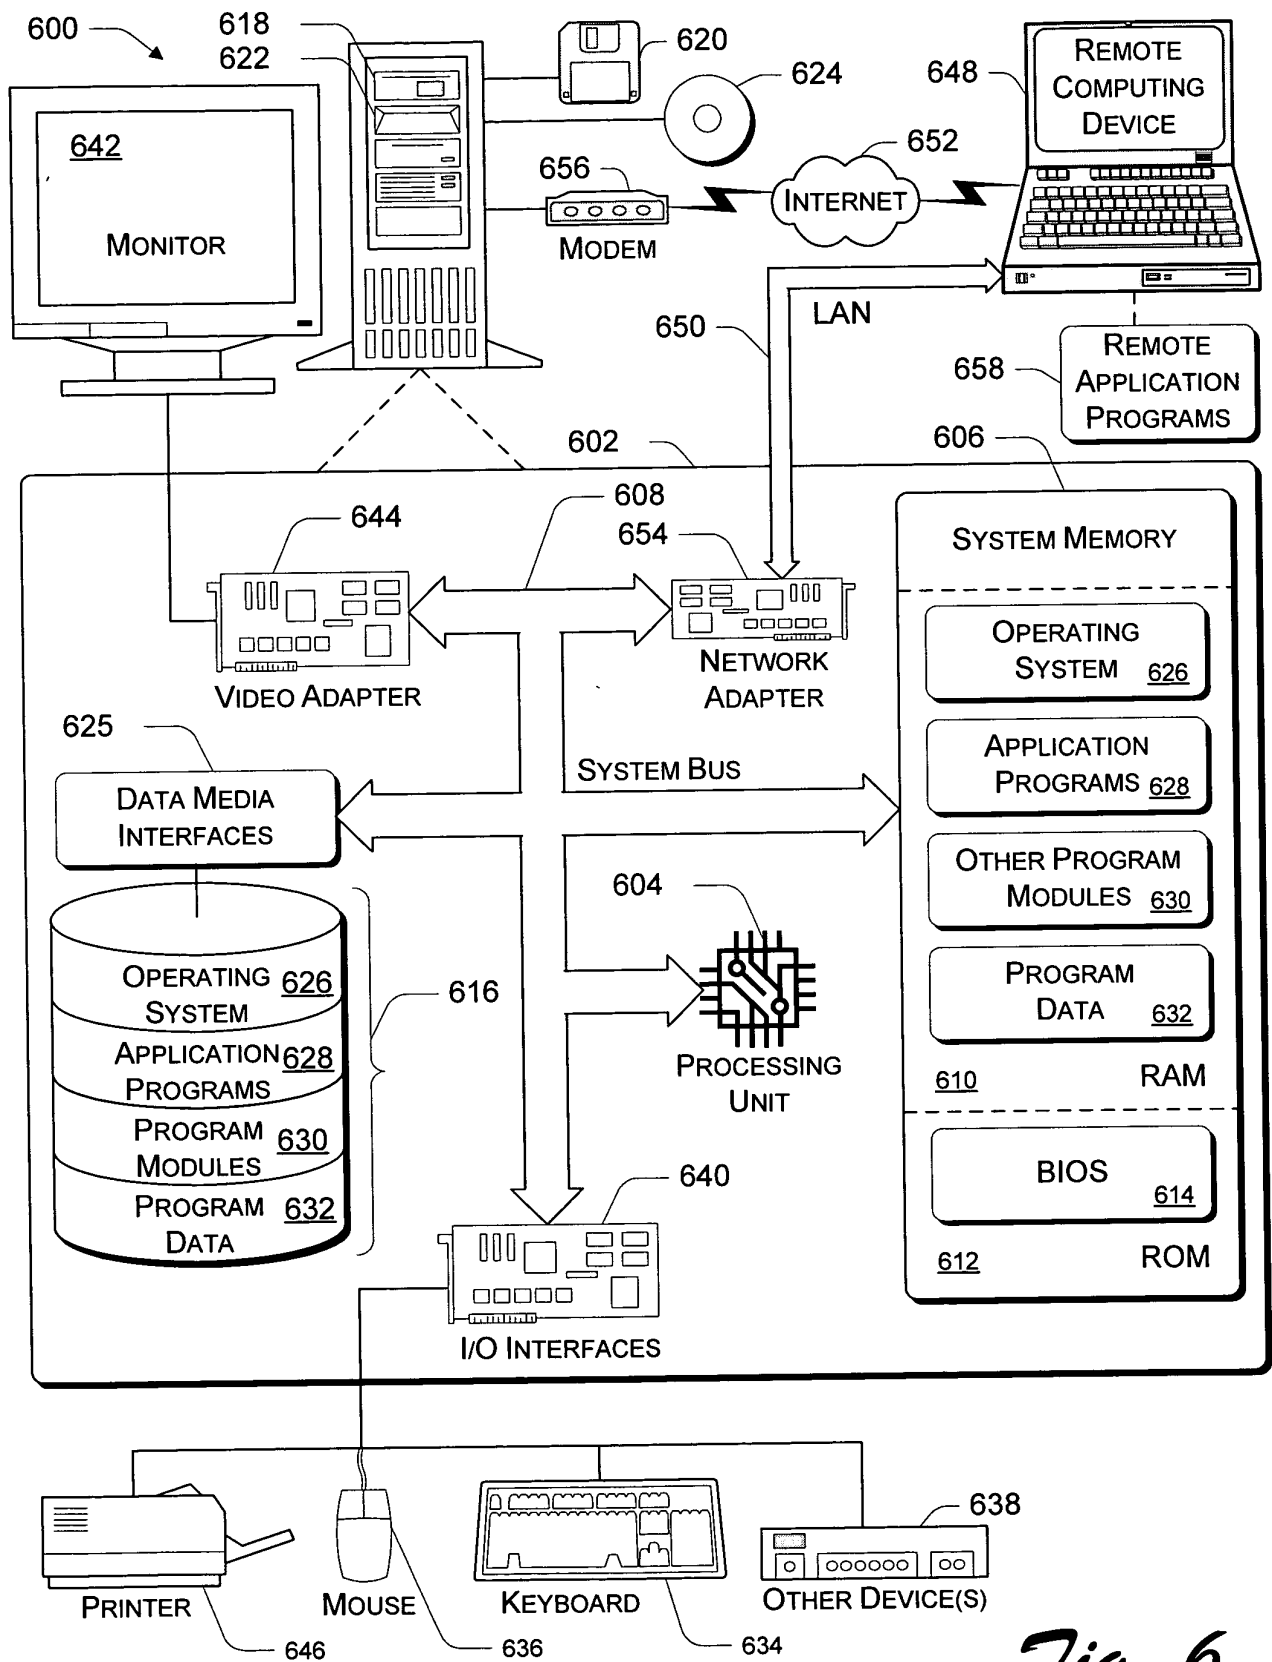 600
618
622
620
624
648
REMOTE
COMPUTING
DEVICE
642
MONITOR
656
MODEM
652
INTERNET
LAN
650
658
REMOTE
APPLICATION
PROGRAMS
602
606
608
644
654
SYSTEM MEMORY
VIDEO ADAPTER
NETWORK
ADAPTER
OPERATING
SYSTEM 626
625
DATA MEDIA
INTERFACES
SYSTEM BUS
APPLICATION
PROGRAMS 628
OTHER PROGRAM
MODULES 630
604
PROCESSING
UNIT
PROGRAM
DATA 632
610 RAM
OPERATING 626
SYSTEM
APPLICATION 628
PROGRAMS
PROGRAM 630
MODULES
PROGRAM 632
DATA
616
BIOS
614
612 ROM
640
I/O INTERFACES
PRINTER
646
MOUSE
636
KEYBOARD
634
638
OTHER DEVICE(S)
Fig. 6